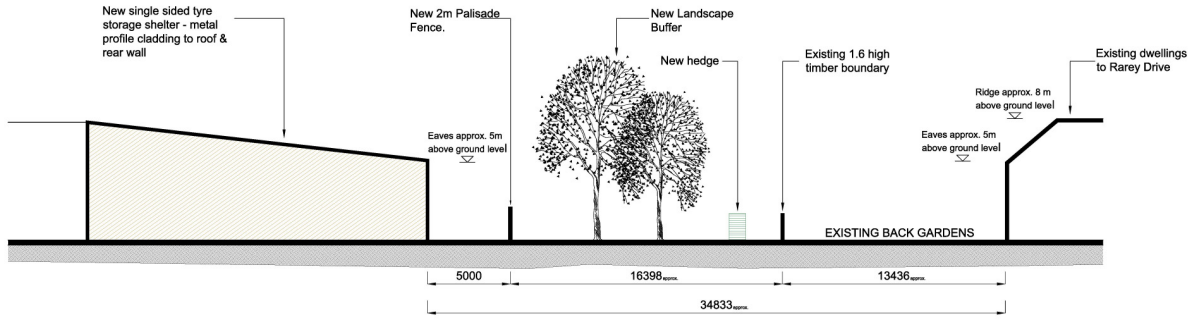 New single sided tyre
storage shelter - metal
profile cladding to roof &
rear wall
New 2m Palisade
Fence.
New Landscape
Buffer
New hedge
Existing 1.6 high
timber boundary
Existing dwellings
to Rarey Drive
Ridge approx. 8 m
above ground level
Eaves approx. 5m
above ground level
Eaves approx. 5m
above ground level
EXISTING BACK GARDENS
5000
16398approx.
13436approx.
34833approx.